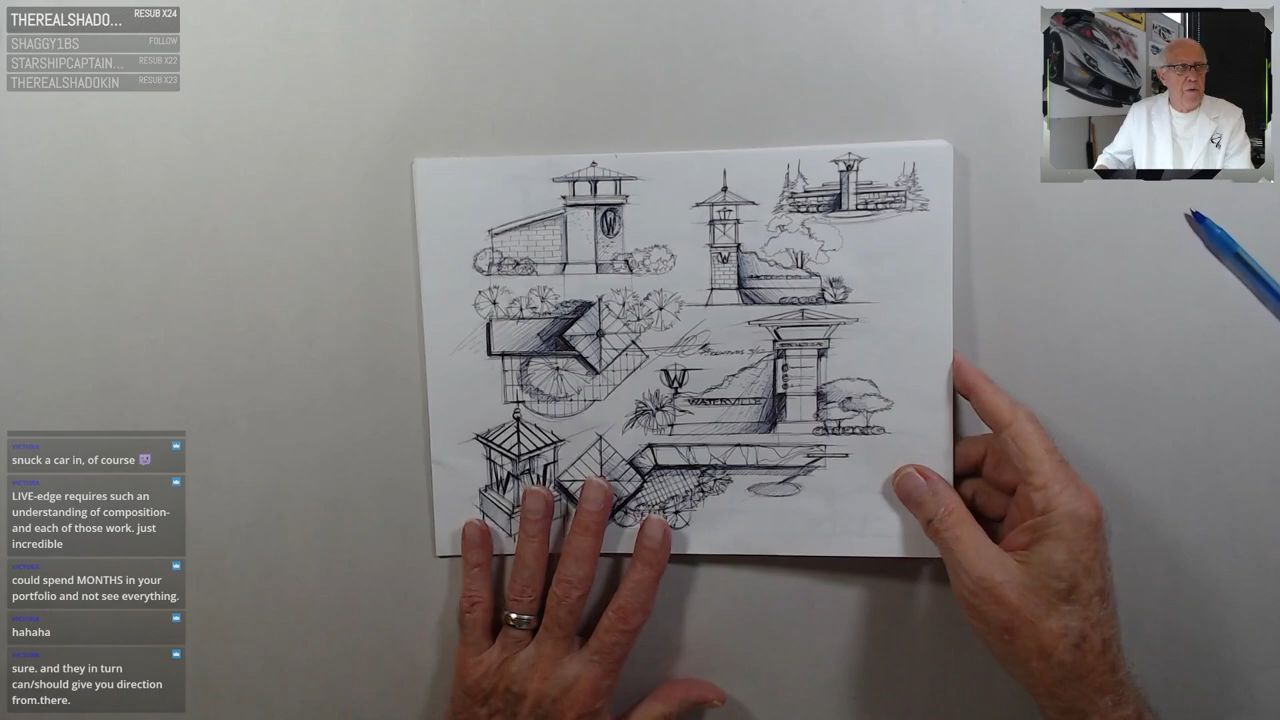 THEREALSHADO...
RESUB X24
SHAGGY1BS
FOLLOW
STARSHIPCAPTAIN...
RESUB X22
THEREALSHADOKIN
RESUB X23
snuck a car in, of course
LIVE-edge requires such an
understanding of composition-
and each of those work. just
incredible
could spend MONTHS in your
portfolio and not see everything.
hahaha
sure. and they in turn
can/should give you direction
from.there.
W
W
W
WATERVILLE